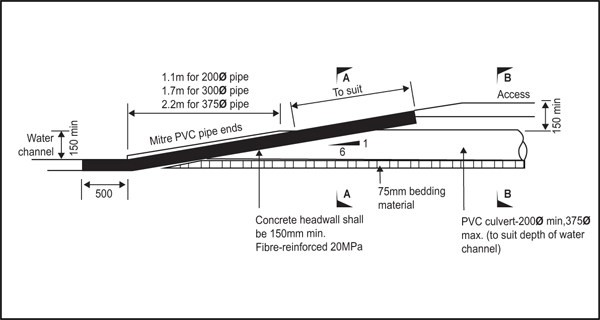 1.1m for 200Ø pipe
1.7m for 300Ø pipe
2.2m for 375Ø pipe
A
B
To suit
Access
Water
channel
150 min
Mitre PVC pipe ends
150 min
1
6
500
A
B
75mm bedding
material
Concrete headwall shall
be 150mm min.
Fibre-reinforced 20MPa
PVC culvert-200Ø min,375Ø
max. (to suit depth of water
channel)